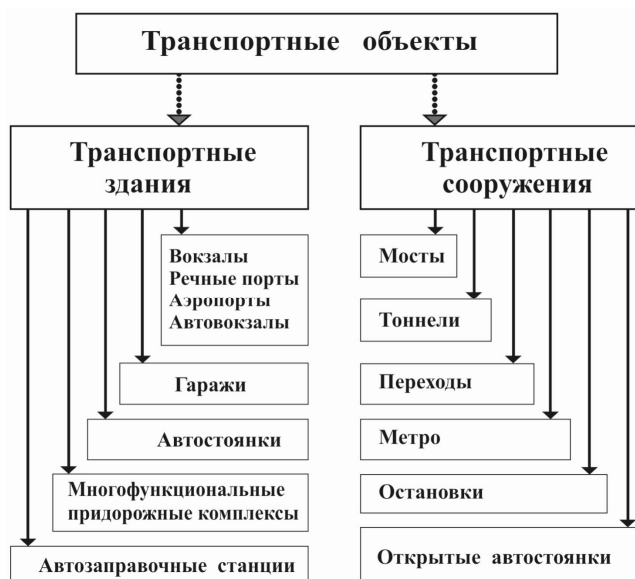 Транспортные объекты
Транспортные
здания
Вокзалы
Речные порты
Аэропорты
Автовокзалы
Гаражи
Автостоянки
Многофункциональные
придорожные комплексы
Автозаправочные станции
Транспортные
сооружения
Мосты
Тоннели
Переходы
Метро
Остановки
Открытые автостоянки